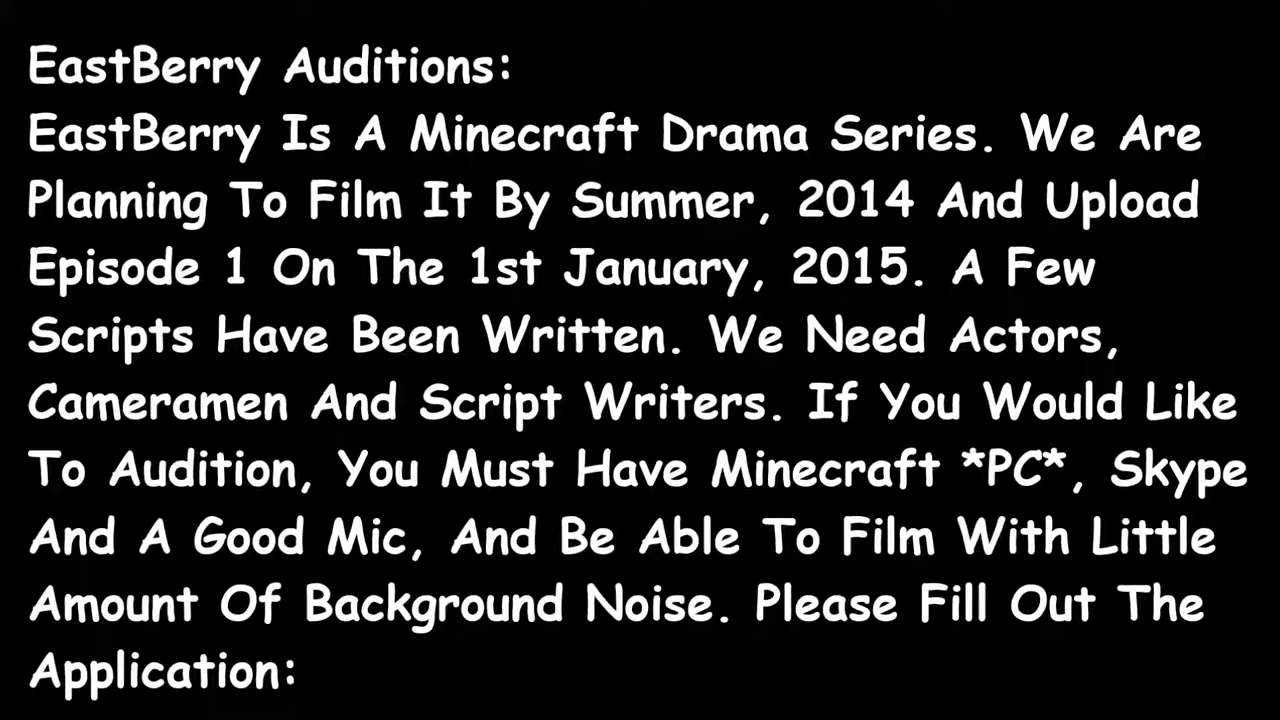 EastBerry Auditions:
EastBerry Is A Minecraft Drama Series. We Are
Planning To Film It By Summer, 2014 And Upload
Episode 1 On The 1st January, 2015. A Few
Scripts Have Been Written. We Need Actors,
Cameramen And Script Writers. If You Would Like
To Audition, You Must Have Minecraft *PC*, Skype
And A Good Mic, And Be Able To Film With Little
Amount Of Background Noise. Please Fill Out The
Application: